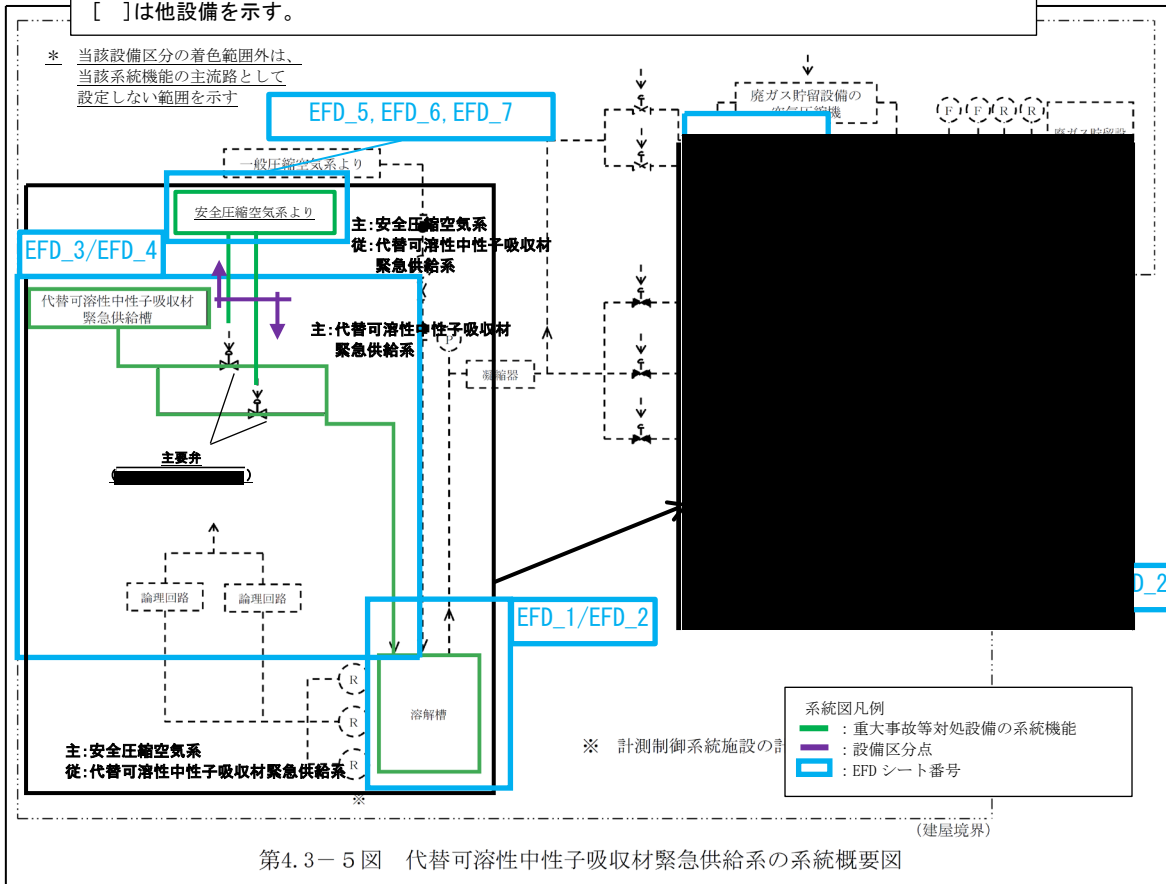 [　]は他設備を示す。
＊　当該設備区分の着色範囲外は、
当該系統機能の主流路として
設定しない範囲を示す
EFD_5, EFD_6, EFD_7
廃ガス貯留設備の
空気圧縮機
F F R R
廃ガス貯留設
一般圧縮空気系より
安全圧縮空気系より
主:安全圧縮空気系
従:代替可溶性中性子吸収材
緊急供給系
EFD_3/EFD_4
代替可溶性中性子吸収材
緊急供給槽
主:代替可溶性中性子吸収材
緊急供給系
P
凝縮器
主要弁
( )
論理回路
論理回路
EFD_1/EFD_2
D_2
R
R
R
溶解槽
主:安全圧縮空気系
従:代替可溶性中性子吸収材緊急供給系
※
※　計測制御系統施設の計
系統図凡例
：重大事故等対処設備の系統機能
：設備区分点
：EFDシート番号
(建屋境界)
第4.3－5図　代替可溶性中性子吸収材緊急供給系の系統概要図